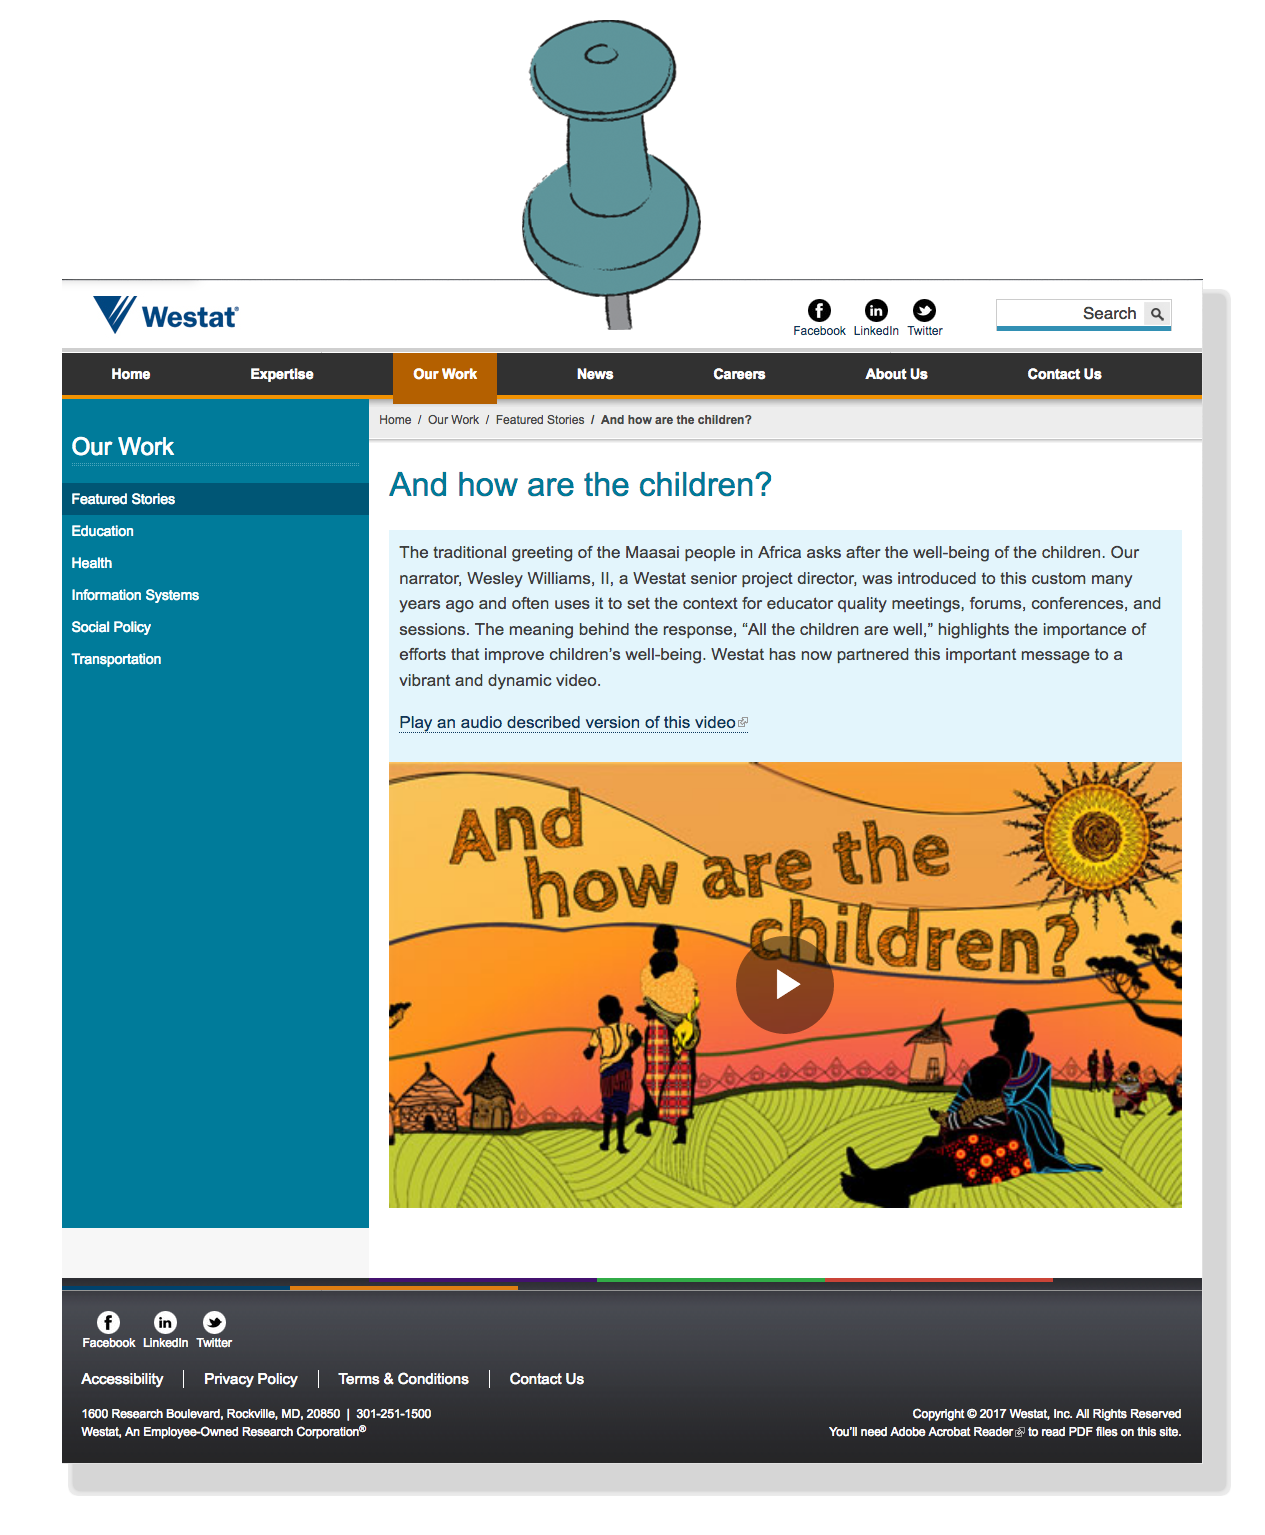 Westat®
Facebook LinkedIn Twitter
Search
Home Expertise Our Work News Careers About Us Contact Us
Home / Our Work / Featured Stories / And how are the children?
Our Work
Featured Stories
Education
Health
Information Systems
Social Policy
Transportation
And how are the children?
The traditional greeting of the Maasai people in Africa asks after the well-being of the children. Our
narrator, Wesley Williams, II, a Westat senior project director, was introduced to this custom many
years ago and often uses it to set the context for educator quality meetings, forums, conferences, and
sessions. The meaning behind the response, “All the children are well,” highlights the importance of
efforts that improve children’s well-being. Westat has now partnered this important message to a
vibrant and dynamic video.
Play an audio described version of this video
And
how are the
children?
Facebook LinkedIn Twitter
Accessibility Privacy Policy Terms & Conditions Contact Us
1600 Research Boulevard, Rockville, MD, 20850 | 301-251-1500
Westat, An Employee-Owned Research Corporation®
Copyright © 2017 Westat, Inc. All Rights Reserved
You’ll need Adobe Acrobat Reader to read PDF files on this site.